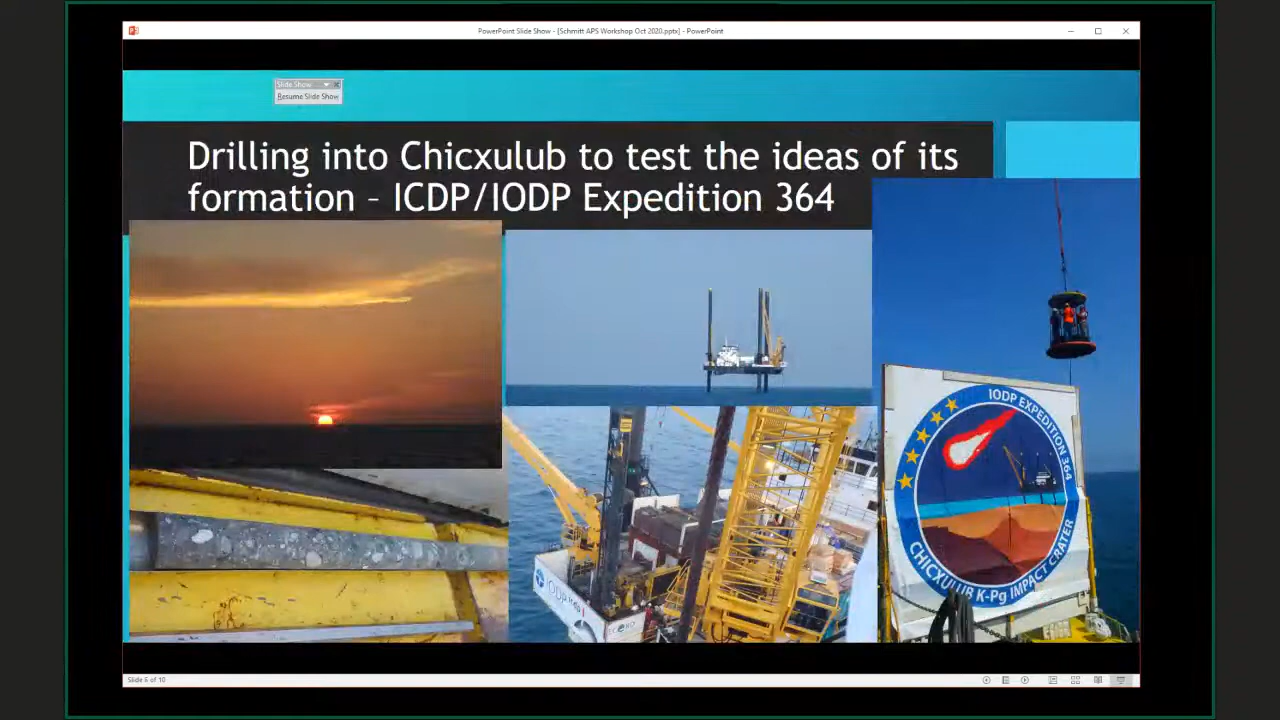 PowerPoint Slide Show - [Schmitt APS Workshop Oct 2020.pptx] - PowerPoint
Slide Show
Resume Slide Show
Drilling into Chicxulub to test the ideas of its
formation – ICDP/IODP Expedition 364
IODP EXPEDITION 364
CHICXULUB K-Pg IMPACT CRATER
IODP
Slide 6 of 10